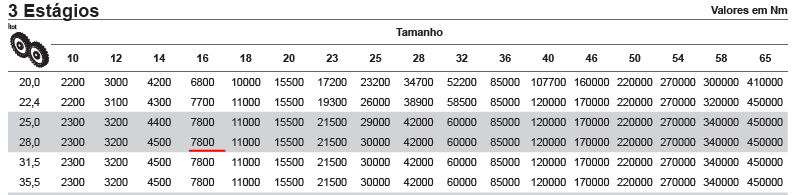 3 Estágios Valores em Nm
itot Tamanho
10 12 14 16 18 20 23 25 28 32 36 40 46 50 54 58 65
20,0 2200 3000 4200 6800 10000 15500 17200 23200 34700 52200 85000 107700 160000 220000 270000 300000 410000
22,4 2200 3100 4300 7700 11000 15500 19300 26000 38900 58500 85000 120000 170000 220000 270000 320000 450000
25,0 2300 3200 4400 7800 11000 15500 21500 29000 42000 60000 85000 120000 170000 220000 270000 340000 450000
28,0 2300 3200 4500 7800 11000 15500 21500 30000 42000 60000 85000 120000 170000 220000 270000 340000 450000
31,5 2300 3200 4500 7800 11000 15500 21500 30000 42000 60000 85000 120000 170000 220000 270000 340000 450000
35,5 2300 3200 4500 7800 11000 15500 21500 30000 42000 60000 85000 120000 170000 220000 270000 340000 450000